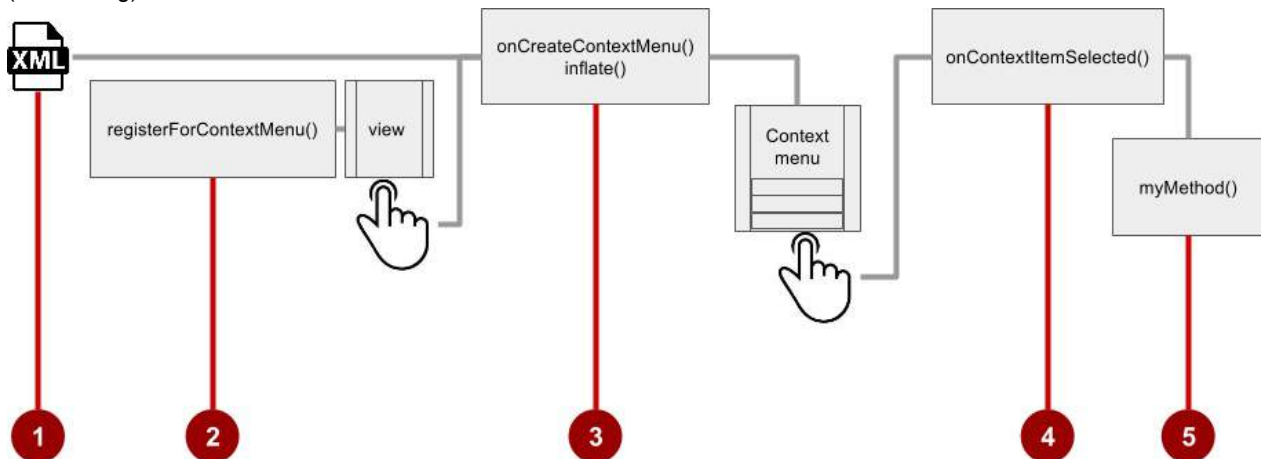 XML
onCreateContextMenu()
inflate()
onContextItemSelected()
registerForContextMenu()
view
Context
menu
myMethod()
1
2
3
4
5